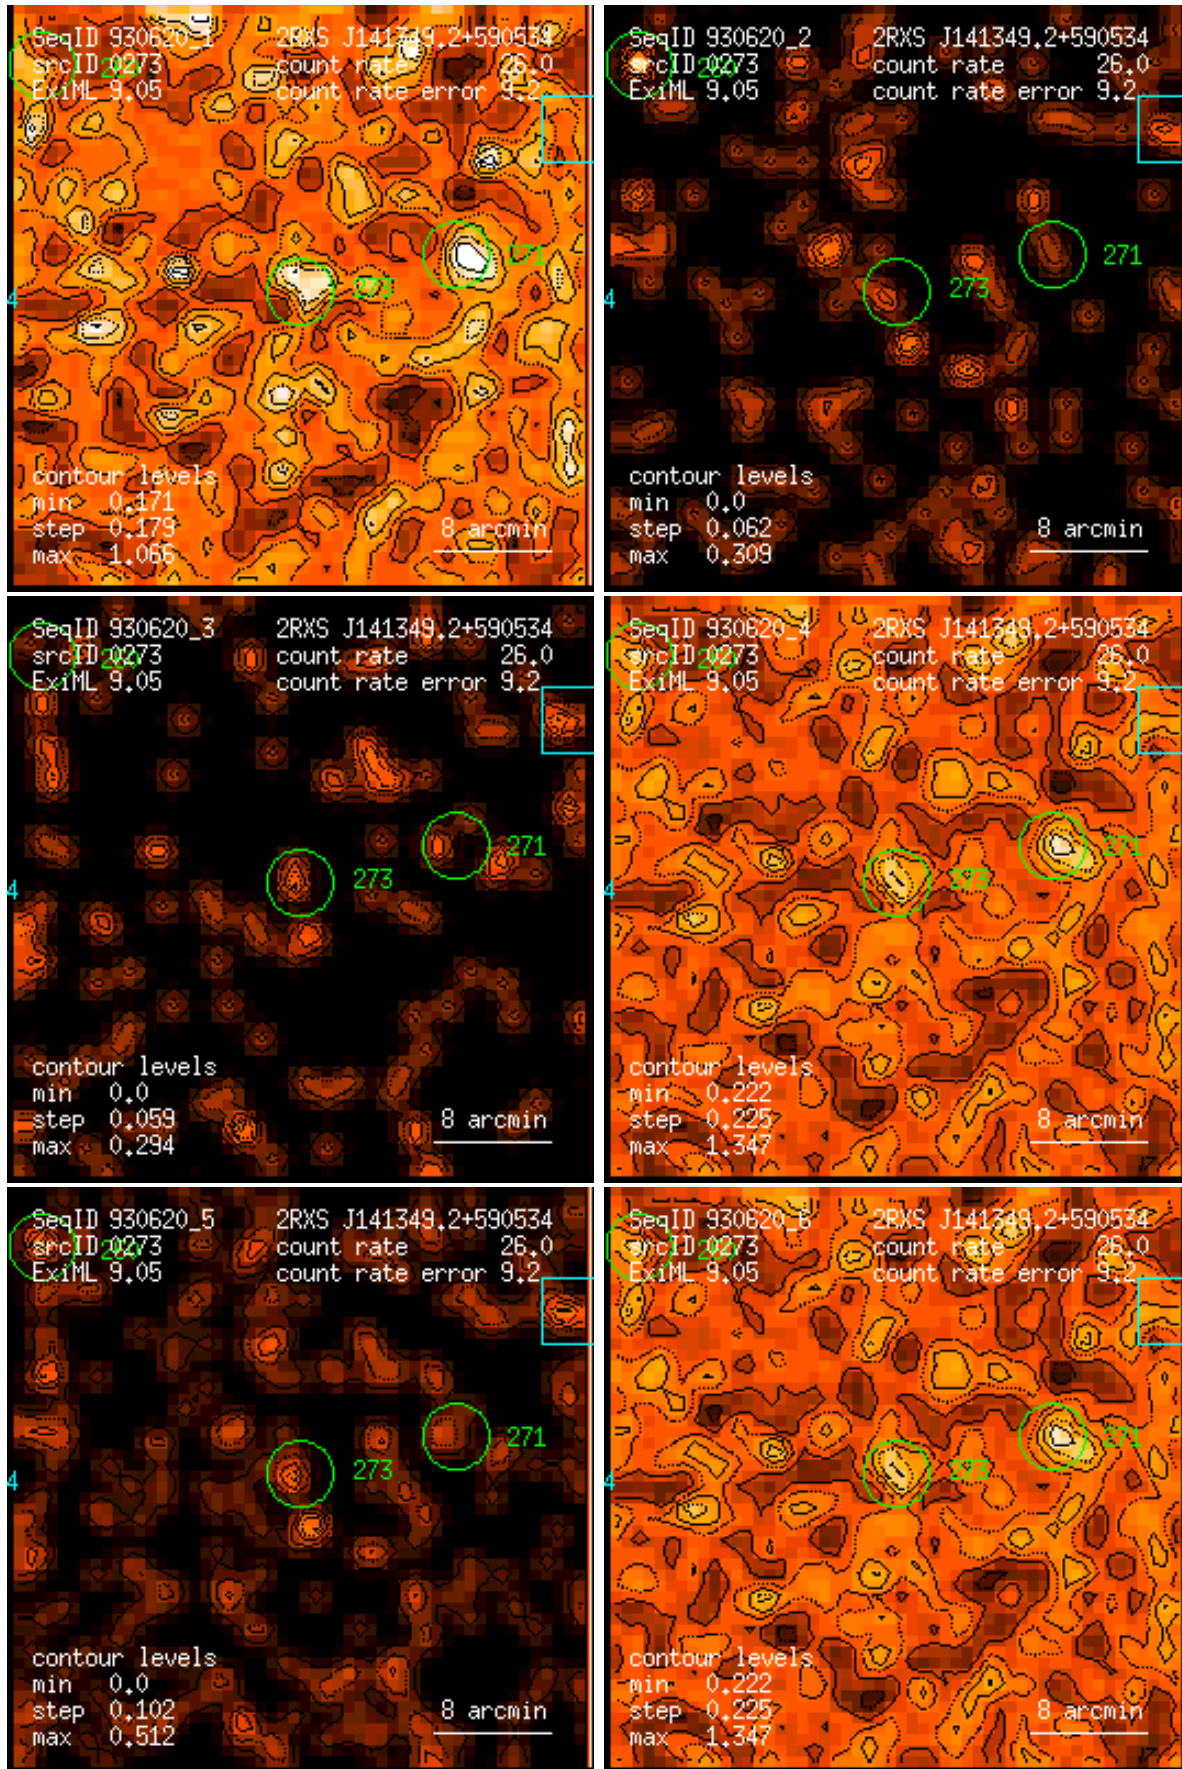 SeqID 930620_1 2RXS J141349.2+590534
srcID 0273 count rate 26.0
ExiML 9.05 count rate error 9.2
271
273
4
contour levels
min 0.171
step 0.179 8 arcmin
max 1.066
SeqID 930620_2 2RXS J141349.2+590534
srcID 0273 count rate 26.0
ExiML 9.05 count rate error 9.2
271
273
4
contour levels
min 0.0
step 0.062 8 arcmin
max 0.309
SeqID 930620_3 2RXS J141349.2+590534
srcID 0273 count rate 26.0
ExiML 9.05 count rate error 9.2
271
273
4
contour levels
min 0.0
step 0.059 8 arcmin
max 0.294
SeqID 930620_4 2RXS J141349.2+590534
srcID 0273 count rate 26.0
ExiML 9.05 count rate error 9.2
271
273
4
contour levels
min 0.222
step 0.225 8 arcmin
max 1.347
SeqID 930620_5 2RXS J141349.2+590534
srcID 0273 count rate 26.0
ExiML 9.05 count rate error 9.2
271
273
4
contour levels
min 0.0
step 0.102 8 arcmin
max 0.512
SeqID 930620_6 2RXS J141349.2+590534
srcID 0273 count rate 26.0
ExiML 9.05 count rate error 9.2
271
273
4
contour levels
min 0.222
step 0.225 8 arcmin
max 1.347